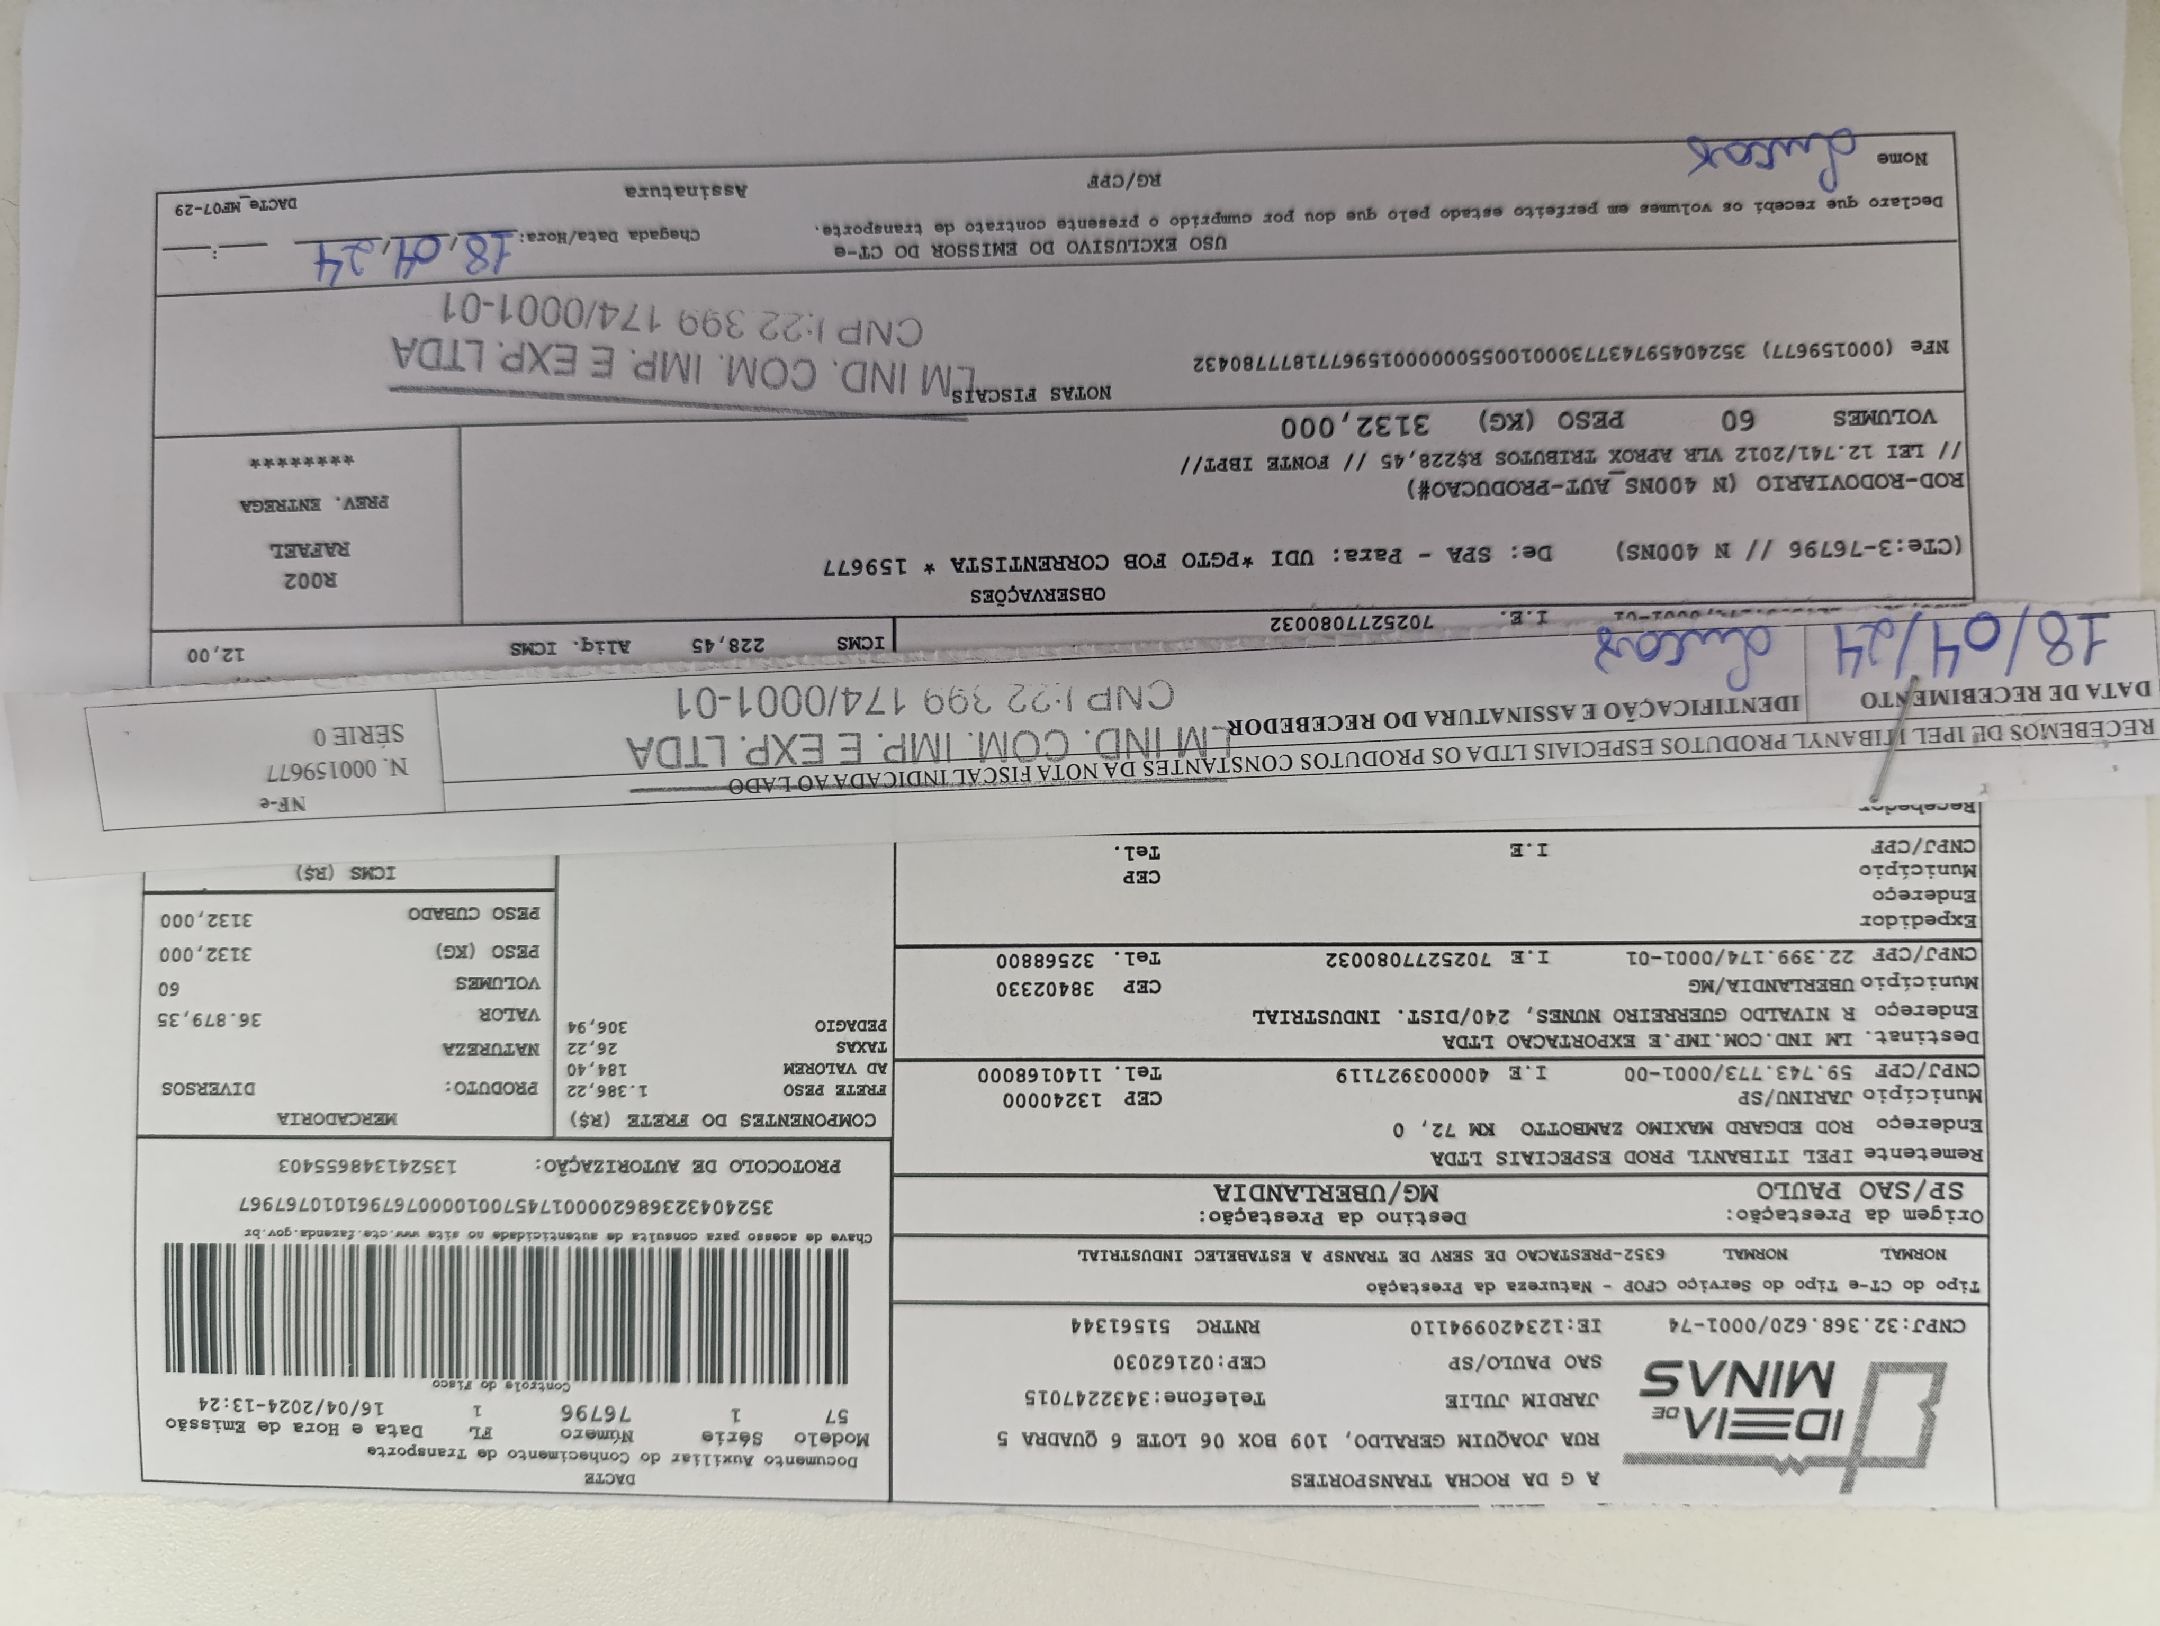 IDEIA DE
MINAS
A G DA ROCHA TRANSPORTES
RUA JOAQUIM GERALDO, 109 BOX 06 LOTE 6 QUADRA 5
JARDIM JULIE Telefone:3432247015
SAO PAULO/SP CEP:02162030
CNPJ:32.368.620/0001-74 IE:123420994110 RNTRC 51561344
DACTE
Documento Auxiliar do Conhecimento de Transporte
Modelo Série Número FL Data e Hora de Emissão
57 1 76796 1 16/04/2024-13:24
Controle do Fisco
Chave de acesso para consulta de autenticidade no site www.cte.fazenda.gov.br
35240432368620000174570010000767961010767967
PROTOCOLO DE AUTORIZAÇÃO: 135241348655403
Tipo do CT-e Tipo do Serviço CFOP - Natureza da Prestação
NORMAL NORMAL 6352-PRESTACAO DE SERV DE TRANSP A ESTABELEC INDUSTRIAL
Origem da Prestação: Destino da Prestação:
SP/SAO PAULO MG/UBERLANDIA
Remetente IPEL ITIBANYL PROD ESPECIAIS LTDA
Endereço ROD EDGARD MAXIMO ZAMBOTTO KM 72, 0
Município JARINU/SP CEP 13240000
CNPJ/CPF 59.743.773/0001-00 I.E 400003927119 Tel. 1140168000
Destinat. LM IND.COM.IMP.E EXPORTACAO LTDA
Endereço R NIVALDO GUERREIRO NUNES, 240/DIST. INDUSTRIAL
Município UBERLANDIA/MG CEP 38402330
CNPJ/CPF 22.399.174/0001-01 I.E 7025277080032 Tel. 32568800
Expedidor
Endereço
Município CEP
CNPJ/CPF I.E Tel.
Recebedor
COMPONENTES DO FRETE (R$)
FRETE PESO 1.386,22
AD VALOREM 184,40
TAXAS 26,22
PEDAGIO 306,94
MERCADORIA
PRODUTO: DIVERSOS
NATUREZA
VALOR 36.879,35
VOLUMES 60
PESO (KG) 3132,000
PESO CUBADO 3132,000
ICMS (R$)
RECEBEMOS DE IPEL ITIBANYL PRODUTOS ESPECIAIS LTDA OS PRODUTOS CONSTANTES DA NOTA FISCAL INDICADA AO LADO
DATA DE RECEBIMENTO IDENTIFICAÇÃO E ASSINATURA DO RECEBEDOR
18/04/24 Lucas
LM IND. COM. IMP. E EXP. LTDA
CNPJ:22 399 174/0001-01
NF-e
N. 000159677
SÉRIE 0
I.E. 7025277080032
ICMS 228,45 Aliq. ICMS 12,00
OBSERVAÇÕES
(CTe:3-76796 // N 400NS) De: SPA - Para: UDI *PGTO FOB CORRENTISTA * 159677
ROD-RODOVIARIO (N 400NS_AUT-PRODUCAO#)
// LEI 12.741/2012 VLR APROX TRIBUTOS R$228,45 // FONTE IBPT//
VOLUMES 60 PESO (KG) 3132,000
R002
RAFAEL
PREV. ENTREGA
********
NOTAS FISCAIS
NFe (000159677) 35240459743773000100550000001596771877780432
LM IND. COM. IMP. E EXP. LTDA
CNPJ:22 399 174/0001-01
USO EXCLUSIVO DO EMISSOR DO CT-e
Declaro que recebi os volumes em perfeito estado pelo que dou por cumprido o presente contrato de transporte.
Chegada Data/Hora: 18/04/24 __:__
Nome Lucas RG/CPF Assinatura
DACTe_MF07-29